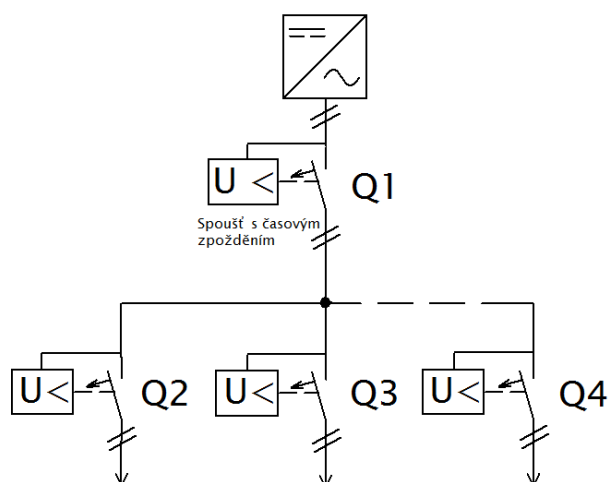 U < Q1
Spoušť s časovým
zpožděním
U < Q2 U < Q3 U < Q4